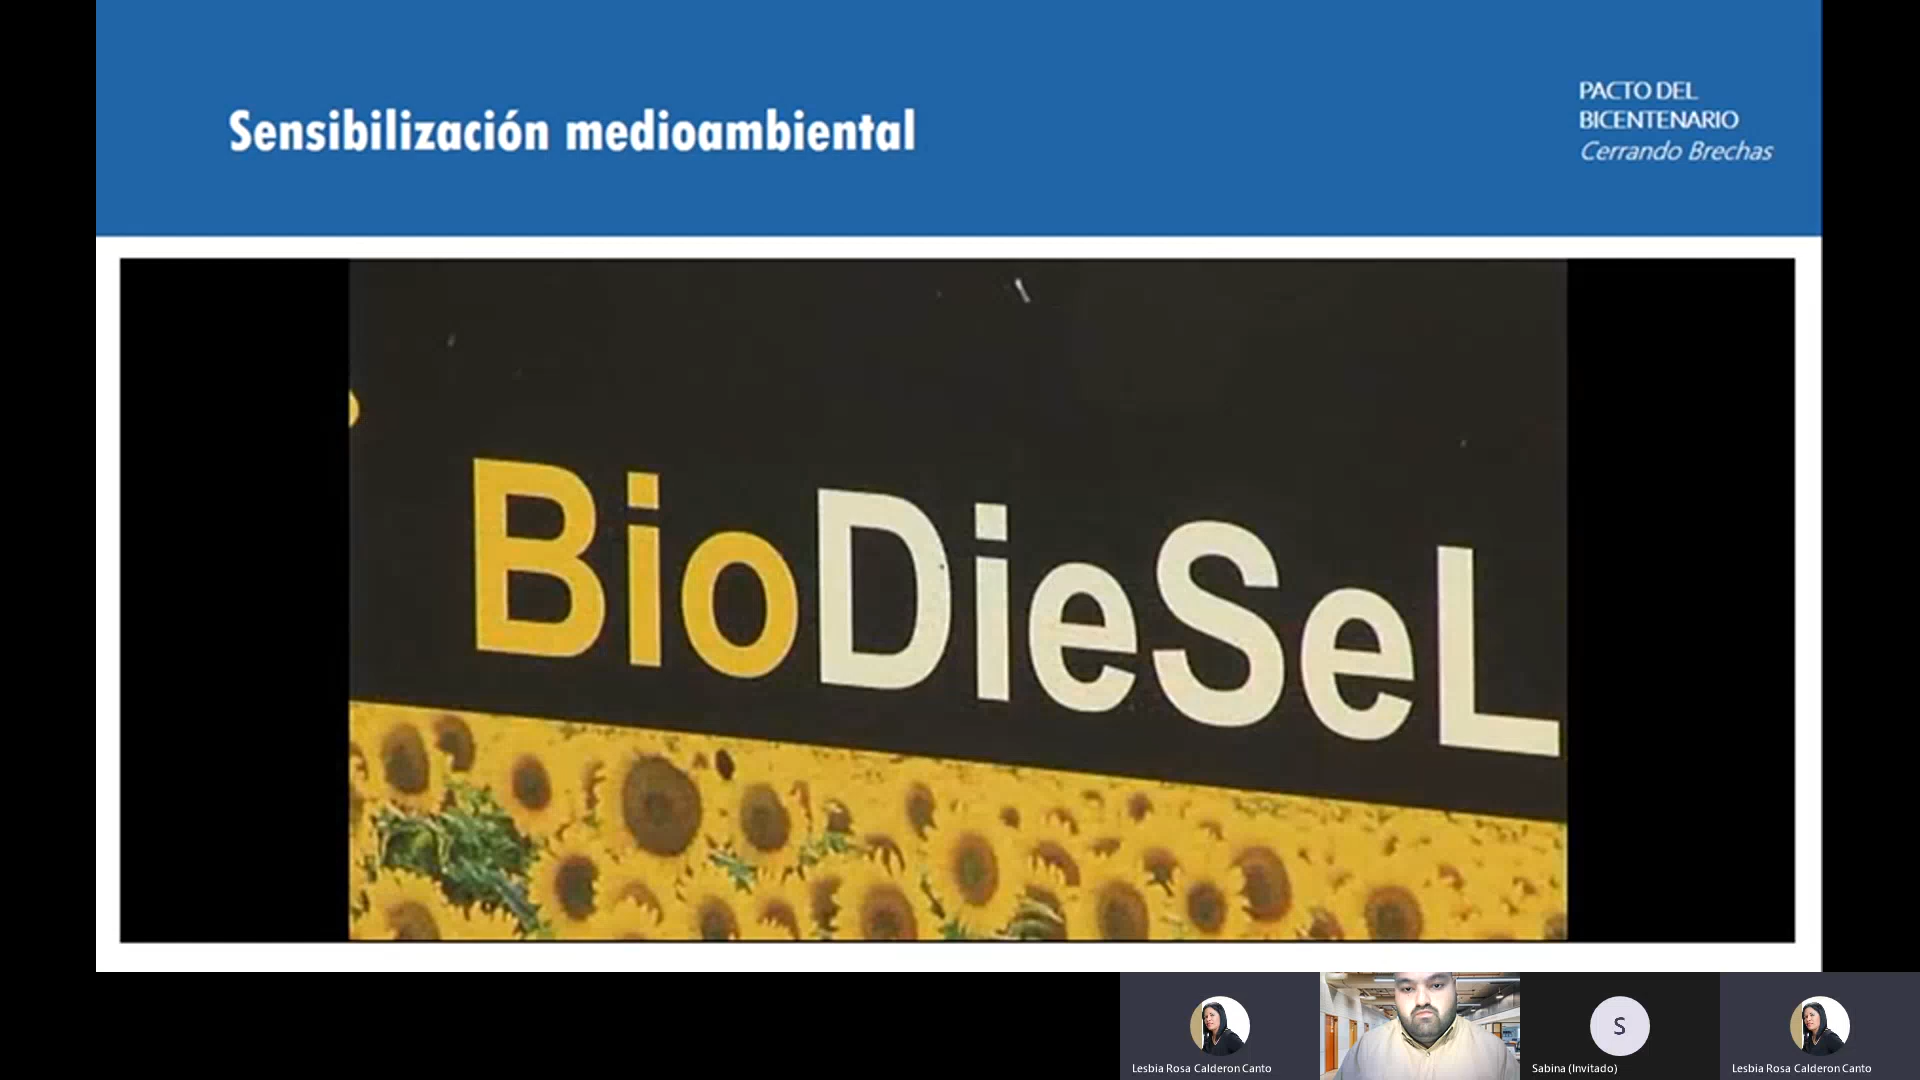 Sensibilización medioambiental
PACTO DEL
BICENTENARIO
Cerrando Brechas
BioDieSeL
Lesbia Rosa Calderon Canto
S
Sabina (Invitado)
Lesbia Rosa Calderon Canto